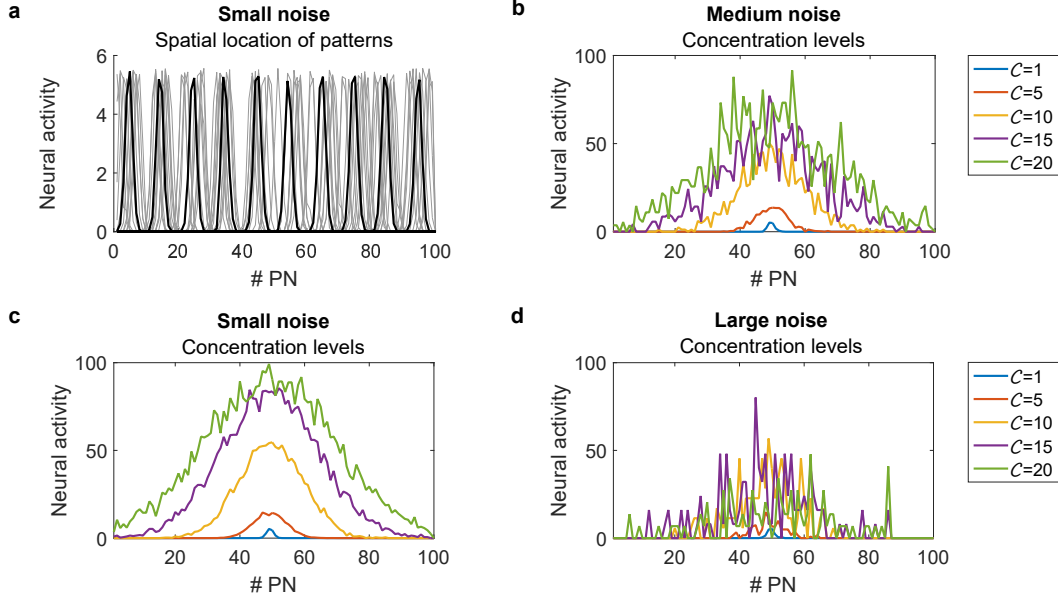 a
Small noise
Spatial location of patterns
Neural activity
6
4
2
0
1 20 40 60 80 100
# PN
b
Medium noise
Concentration levels
Neural activity
100
50
0
20 40 60 80 100
# PN
C=1
C=5
C=10
C=15
C=20
c
Small noise
Concentration levels
Neural activity
100
50
0
20 40 60 80 100
# PN
d
Large noise
Concentration levels
Neural activity
100
50
0
20 40 60 80 100
# PN
C=1
C=5
C=10
C=15
C=20